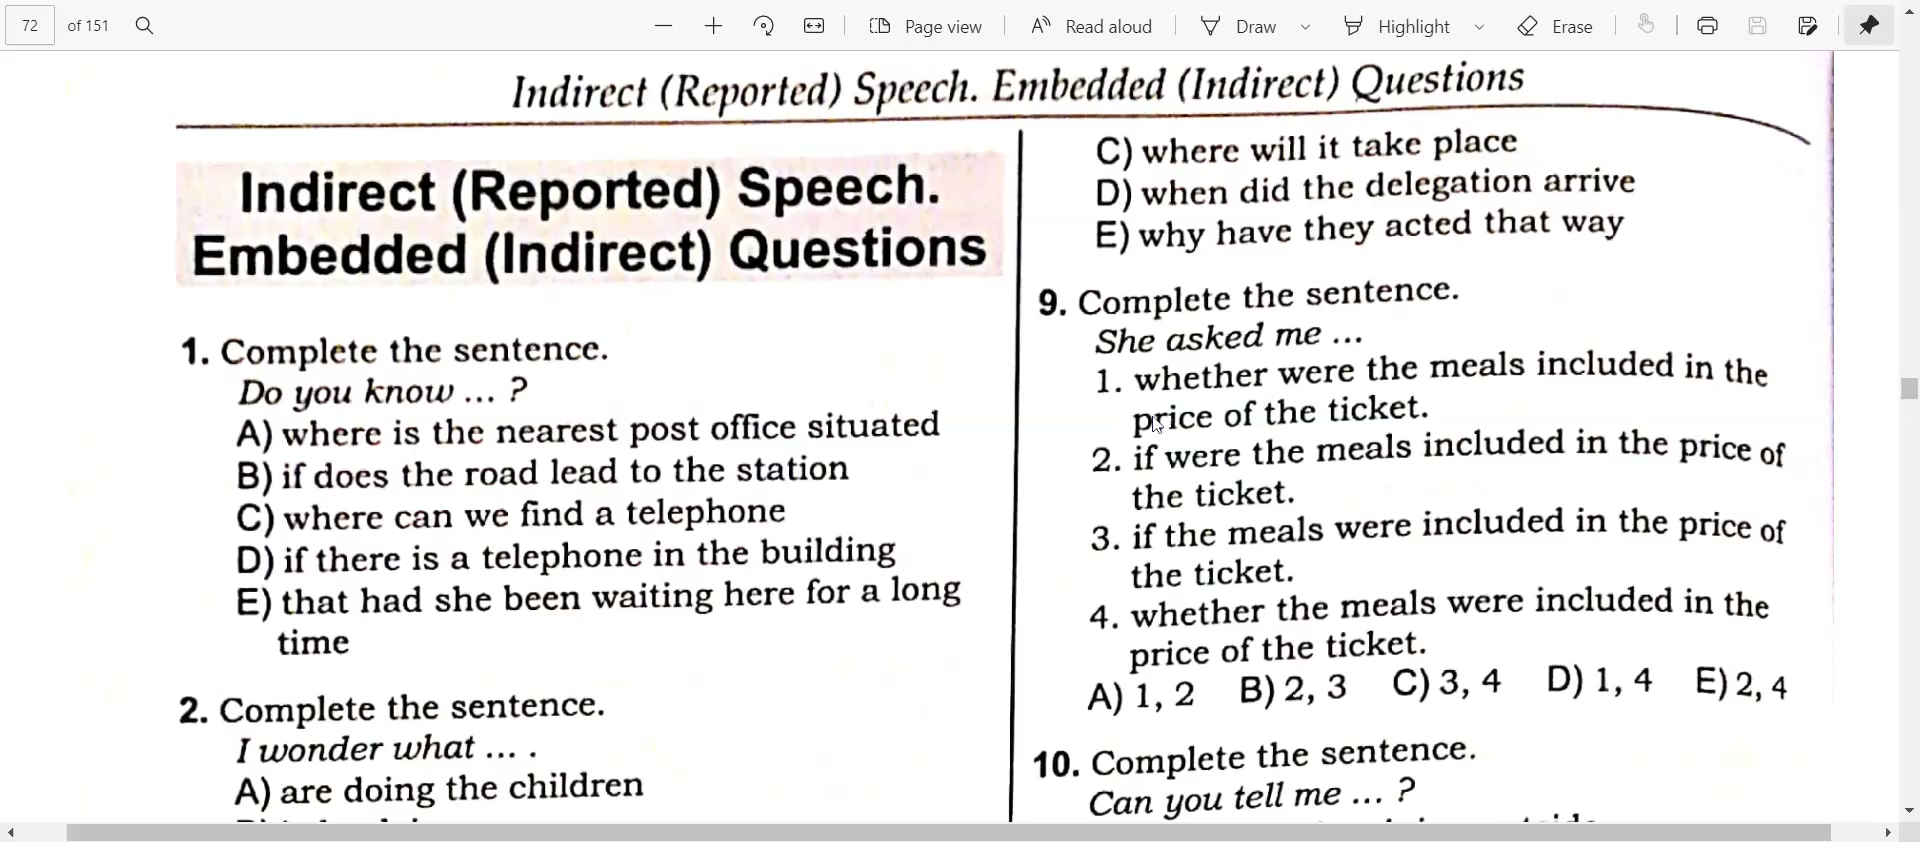 72 of 151 Page view Read aloud Draw Highlight Erase
Indirect (Reported) Speech. Embedded (Indirect) Questions
Indirect (Reported) Speech.
Embedded (Indirect) Questions
1. Complete the sentence.
Do you know ... ?
A) where is the nearest post office situated
B) if does the road lead to the station
C) where can we find a telephone
D) if there is a telephone in the building
E) that had she been waiting here for a long
time
2. Complete the sentence.
I wonder what ... .
A) are doing the children
C) where will it take place
D) when did the delegation arrive
E) why have they acted that way
9. Complete the sentence.
She asked me ...
1. whether were the meals included in the
price of the ticket.
2. if were the meals included in the price of
the ticket.
3. if the meals were included in the price of
the ticket.
4. whether the meals were included in the
price of the ticket.
A) 1, 2 B) 2, 3 C) 3, 4 D) 1, 4 E) 2, 4
10. Complete the sentence.
Can you tell me ... ?